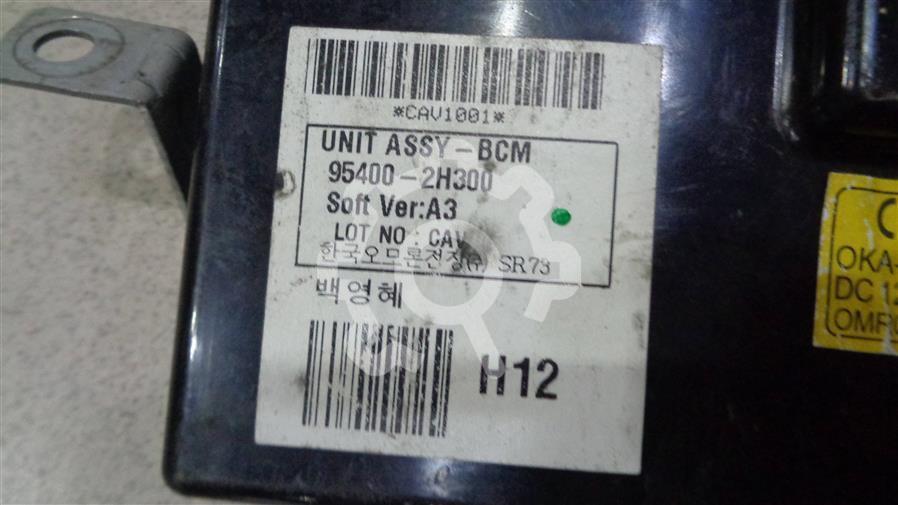 *CAV1001*
UNIT ASSY-BCM
95400-2H300
Soft Ver:A3
LOT NO: CAV
한국오므론전장(주) SR73
백영혜
H12
OKA-
DC 12
OMR